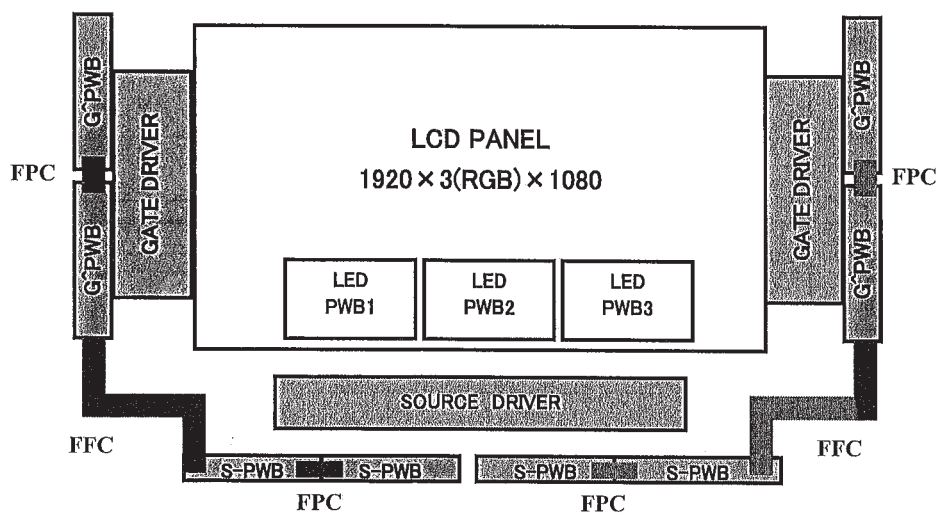 G-PWB
G-PWB
FPC
GATE DRIVER
LCD PANEL
1920×3(RGB)×1080
LED
PWB1
LED
PWB2
LED
PWB3
GATE DRIVER
G-PWB
G-PWB
FPC
SOURCE DRIVER
FFC
FFC
S-PWB
S-PWB
S-PWB
S-PWB
FPC
FPC